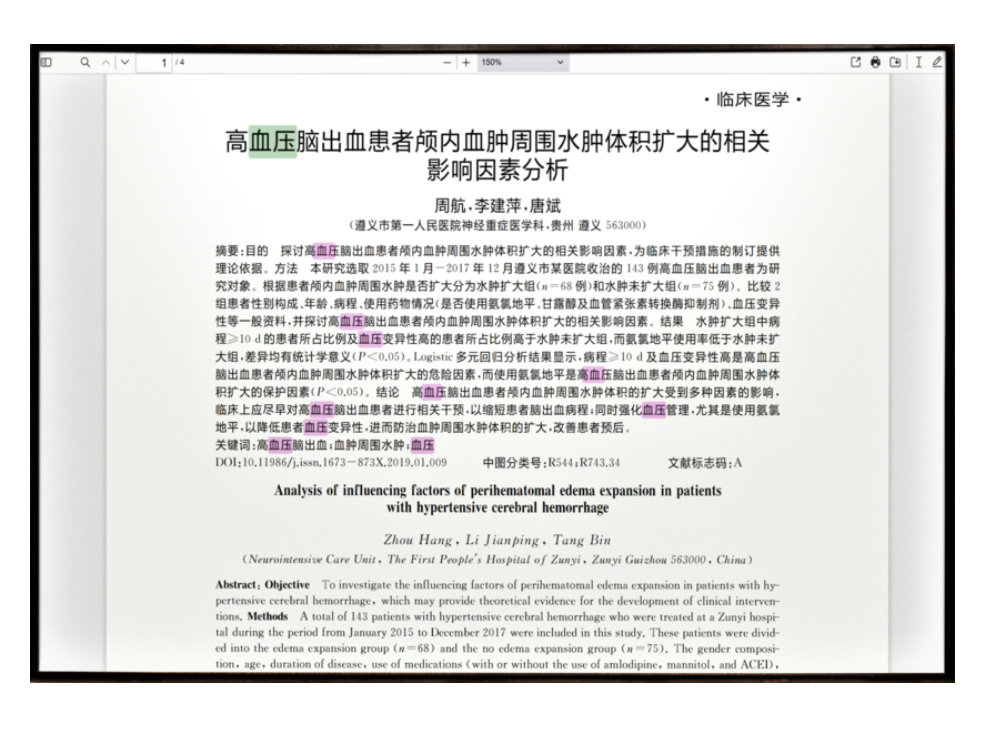 1 /4
150%
·临床医学·
高血压脑出血患者颅内血肿周围水肿体积扩大的相关
影响因素分析
周航,李建萍,唐斌
(遵义市第一人民医院神经重症医学科,贵州 遵义 563000)
摘要:目的 探讨高血压脑出血患者颅内血肿周围水肿体积扩大的相关影响因素,为临床干预措施的制订提供
理论依据。方法 本研究选取 2015 年 1 月-2017 年 12 月遵义市某医院收治的 143 例高血压脑出血患者为研
究对象。根据患者颅内血肿周围水肿是否扩大分为水肿扩大组(n=68 例)和水肿未扩大组(n=75 例)。比较 2
组患者性别构成、年龄、病程、使用药物情况(是否使用氨氯地平、甘露醇及血管紧张素转换酶抑制剂)、血压变异
性等一般资料,并探讨高血压脑出血患者颅内血肿周围水肿体积扩大的相关影响因素。结果 水肿扩大组中病
程≥10 d的患者所占比例及血压变异性高的患者所占比例高于水肿未扩大组,而氨氯地平使用率低于水肿未扩
大组,差异均有统计学意义(P<0.05)。Logistic 多元回归分析结果显示,病程≥10 d 及血压变异性高是高血压
脑出血患者颅内血肿周围水肿体积扩大的危险因素,而使用氨氯地平是高血压脑出血患者颅内血肿周围水肿体
积扩大的保护因素(P<0.05)。结论 高血压脑出血患者颅内血肿周围水肿体积的扩大受到多种因素的影响,
临床上应尽早对高血压脑出血患者进行相关干预,以缩短患者脑出血病程;同时强化血压管理,尤其是使用氨氯
地平,以降低患者血压变异性,进而防治血肿周围水肿体积的扩大,改善患者预后。
关键词:高血压脑出血;血肿周围水肿;血压
DOI:10.11986/j.issn.1673-873X.2019.01.009 中图分类号:R544;R743.34 文献标志码:A
Analysis of influencing factors of perihematomal edema expansion in patients
with hypertensive cerebral hemorrhage
Zhou Hang, Li Jianping, Tang Bin
(Neurointensive Care Unit, The First People's Hospital of Zunyi, Zunyi Guizhou 563000, China)
Abstract: Objective To investigate the influencing factors of perihematomal edema expansion in patients with hy-
pertensive cerebral hemorrhage, which may provide theoretical evidence for the development of clinical interven-
tions. Methods A total of 143 patients with hypertensive cerebral hemorrhage who were treated at a Zunyi hospi-
tal during the period from January 2015 to December 2017 were included in this study. These patients were divid-
ed into the edema expansion group (n=68) and the no edema expansion group (n=75). The gender composi-
tion, age, duration of disease, use of medications (with or without the use of amlodipine, mannitol, and ACEI),